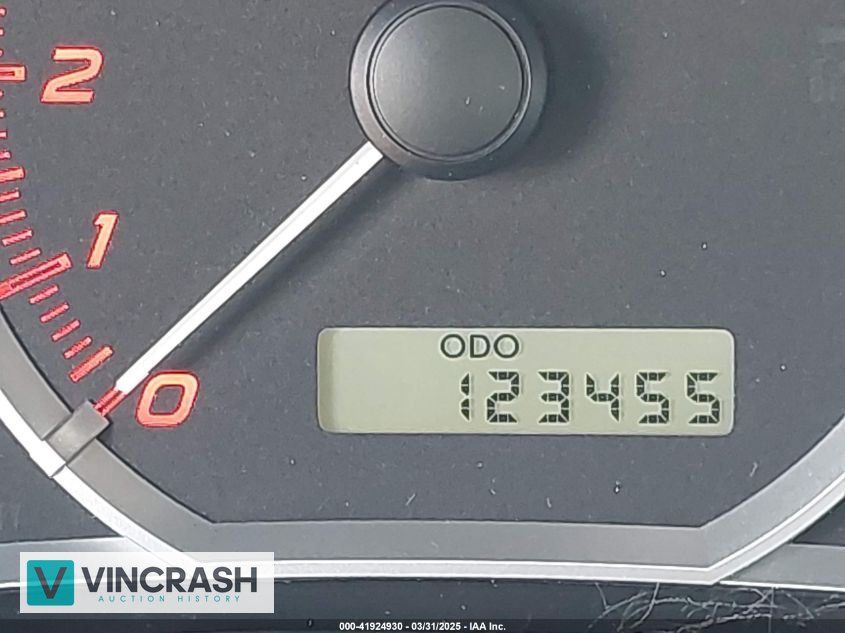 2
1
0
ODO
123455
VINCRASH
AUCTION HISTORY
000-41924930 - 03/31/2025 - IAA Inc.